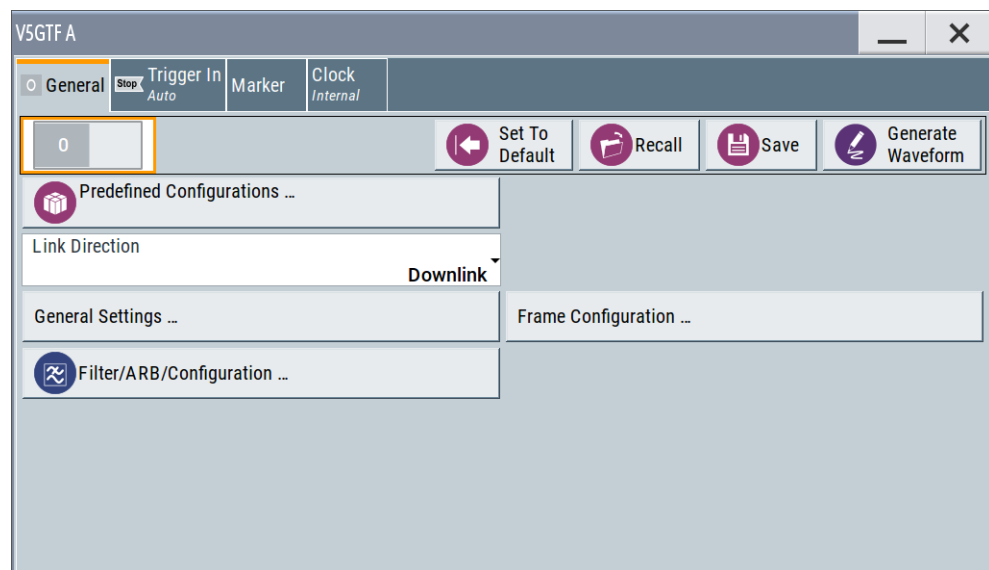 V5GTF A
O General
Stop Trigger In
Auto
Marker
Clock
Internal
0
Set To
Default
Recall
Save
Generate
Waveform
Predefined Configurations ...
Link Direction
Downlink
General Settings ...
Frame Configuration ...
Filter/ARB/Configuration ...